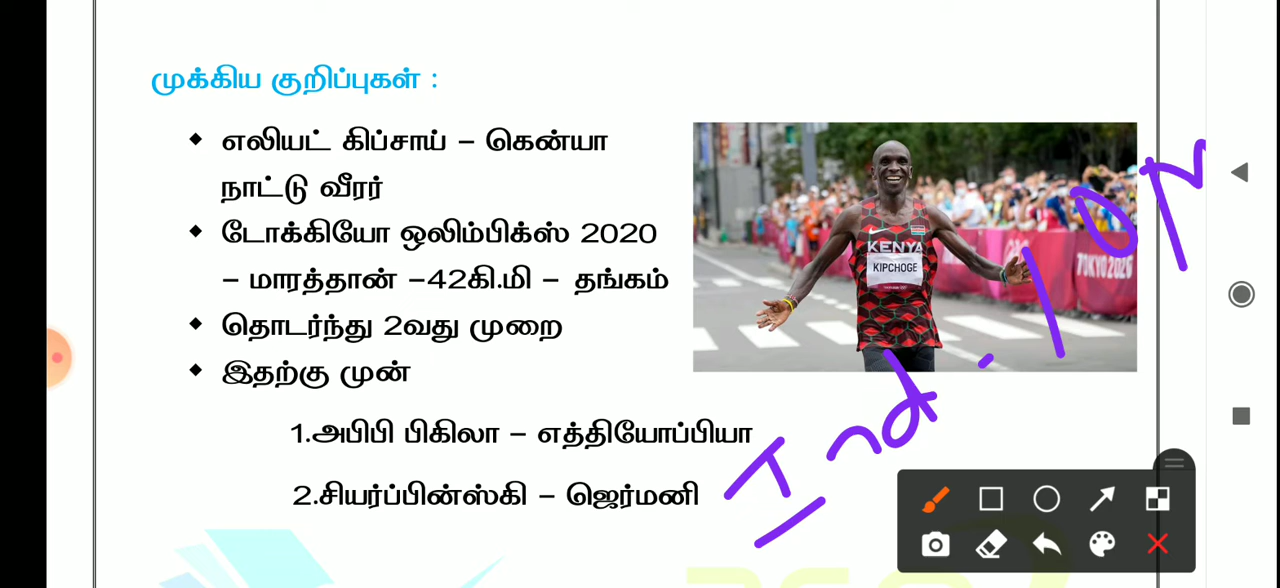 முக்கிய குறிப்புகள் :
எலியட் கிப்சாய் – கென்யா
நாட்டு வீரர்
டோக்கியோ ஒலிம்பிக்ஸ் 2020
– மாரத்தான் –42கி.மி – தங்கம்
தொடர்ந்து 2வது முறை
இதற்கு முன்
1.அபிபி பிகிலா – எத்தியோப்பியா
2.சியர்ப்பின்ஸ்கி – ஜெர்மனி
KENYA
KIPCHOGE
TOKYO 2020
Ind